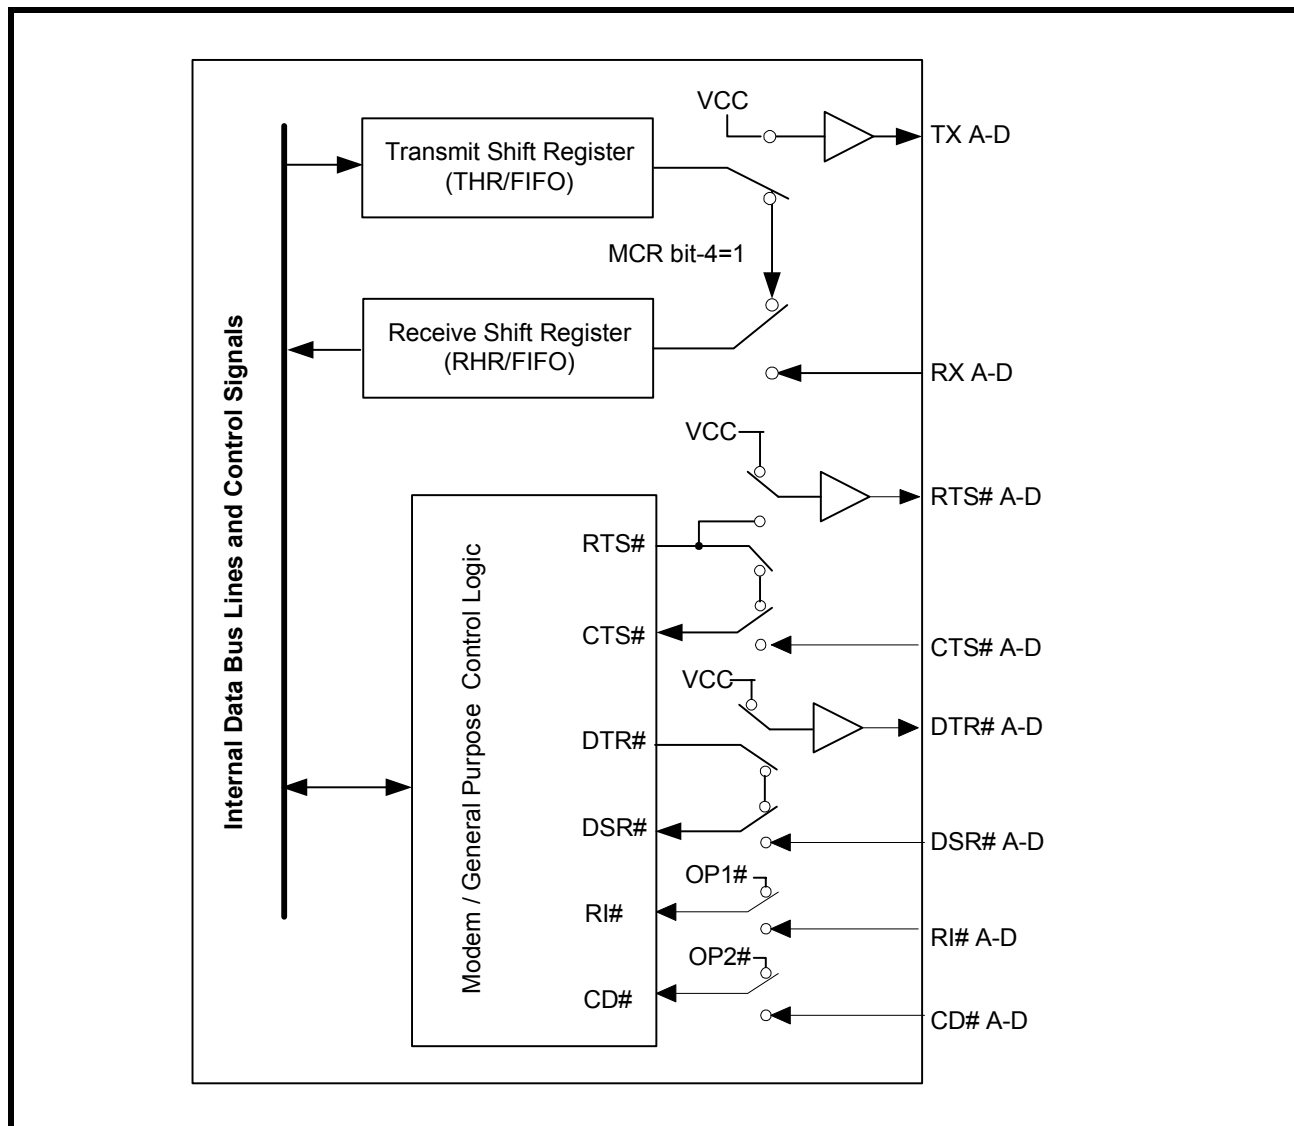 VCC
TX A-D
Transmit Shift Register
(THR/FIFO)
MCR bit-4=1
Receive Shift Register
(RHR/FIFO)
RX A-D
Internal Data Bus Lines and Control Signals
VCC
RTS# A-D
Modem / General Purpose Control Logic
RTS#
CTS#
CTS# A-D
VCC
DTR# A-D
DTR#
DSR#
DSR# A-D
OP1#
RI#
RI# A-D
OP2#
CD#
CD# A-D